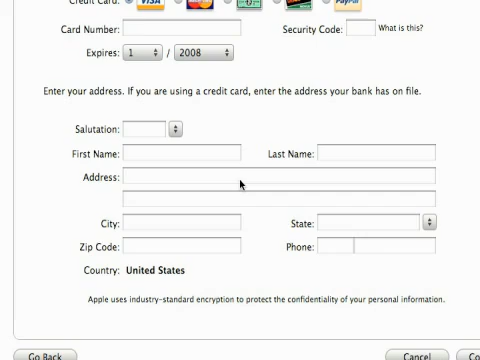 Credit Card: VISA MasterCard PayPal
Card Number: Security Code: What is this?
Expires: 1 / 2008
Enter your address. If you are using a credit card, enter the address your bank has on file.
Salutation:
First Name: Last Name:
Address:
City: State:
Zip Code: Phone:
Country: United States
Apple uses industry-standard encryption to protect the confidentiality of your personal information.
Go Back Cancel